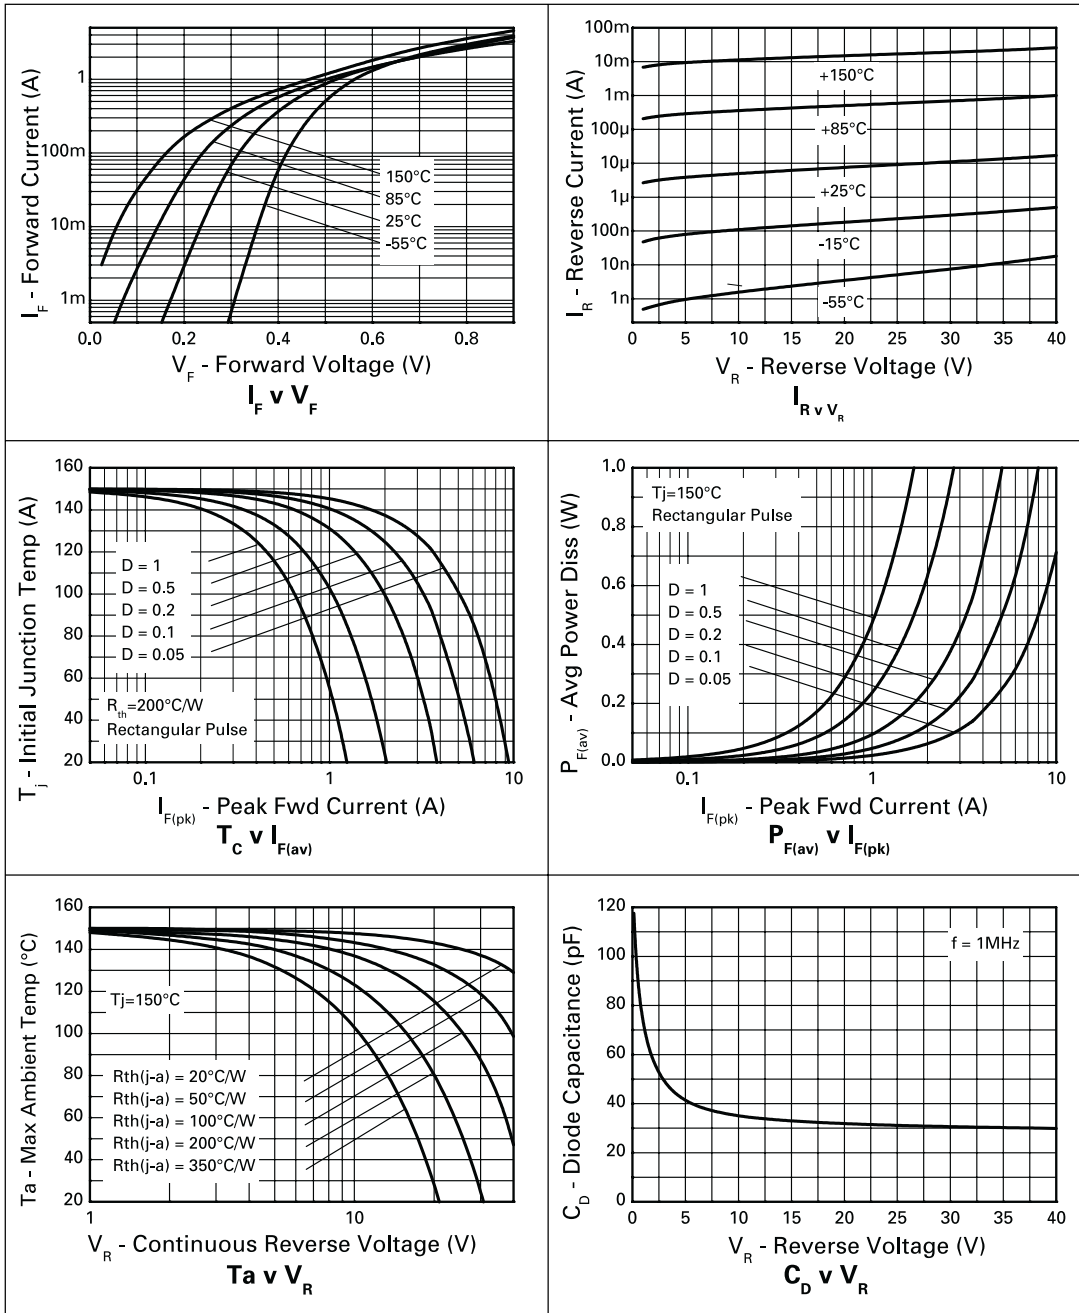 I_F - Forward Current (A)
1
100m
10m
1m
150°C
85°C
25°C
-55°C
0.0 0.2 0.4 0.6 0.8
V_F - Forward Voltage (V)
I_F v V_F
I_R - Reverse Current (A)
100m
10m
1m
100µ
10µ
1µ
100n
10n
1n
+150°C
+85°C
+25°C
-15°C
-55°C
0 5 10 15 20 25 30 35 40
V_R - Reverse Voltage (V)
I_R v V_R
T_j - Initial Junction Temp (A)
160
140
120
100
90
70
50
40
20
D = 1
D = 0.5
D = 0.2
D = 0.1
D = 0.05
R_th=200°C/W
Rectangular Pulse
0.1 1 10
I_F(pk) - Peak Fwd Current (A)
T_C v I_F(av)
P_F(av) - Avg Power Diss (W)
1.0
0.8
0.6
0.4
0.2
0.0
Tj=150°C
Rectangular Pulse
D = 1
D = 0.5
D = 0.2
D = 0.1
D = 0.05
0.1 1 10
I_F(pk) - Peak Fwd Current (A)
P_F(av) v I_F(pk)
Ta - Max Ambient Temp (°C)
160
140
120
100
80
60
40
20
Tj=150°C
Rth(j-a) = 20°C/W
Rth(j-a) = 50°C/W
Rth(j-a) = 100°C/W
Rth(j-a) = 200°C/W
Rth(j-a) = 350°C/W
1 10
V_R - Continuous Reverse Voltage (V)
Ta v V_R
C_D - Diode Capacitance (pF)
120
100
80
60
40
30
20
0
f = 1MHz
0 5 10 15 20 25 30 35 40
V_R - Reverse Voltage (V)
C_D v V_R